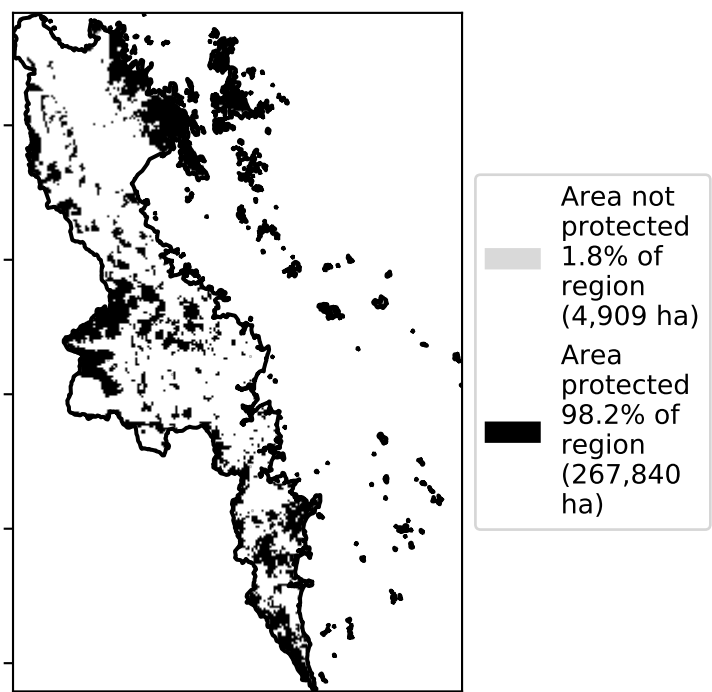 Area not
protected
1.8% of
region
(4,909 ha)
Area
protected
98.2% of
region
(267,840
ha)